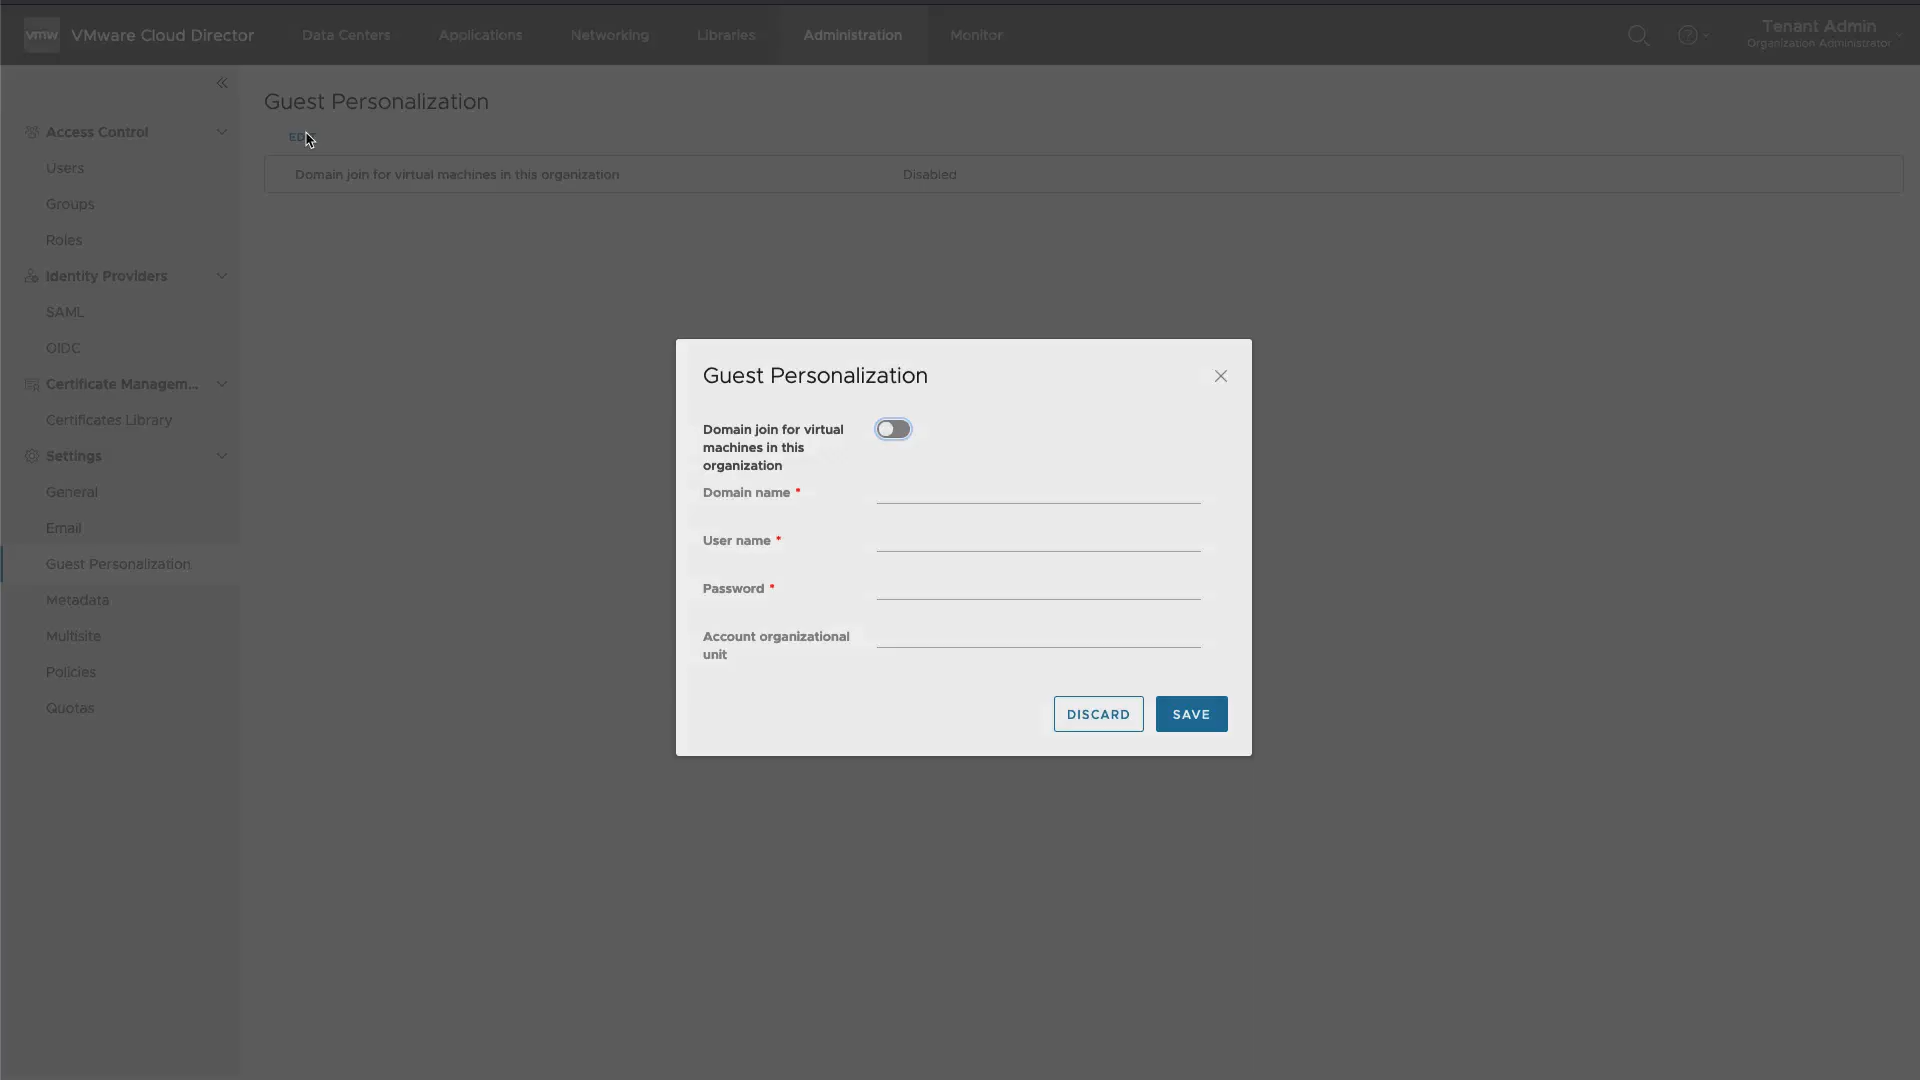 vmw VMware Cloud Director Data Centers Applications Networking Libraries Administration Monitor Tenant Admin
Organization Administrator
Guest Personalization
Access Control
Users
Groups
Roles
Identity Providers
SAML
OIDC
Certificate Managem...
Certificates Library
Settings
General
Email
Guest Personalization
Metadata
Multisite
Policies
Quotas
Domain join for virtual machines in this organization Disabled
Guest Personalization
Domain join for virtual
machines in this
organization
Domain name *
User name *
Password *
Account organizational
unit
DISCARD SAVE